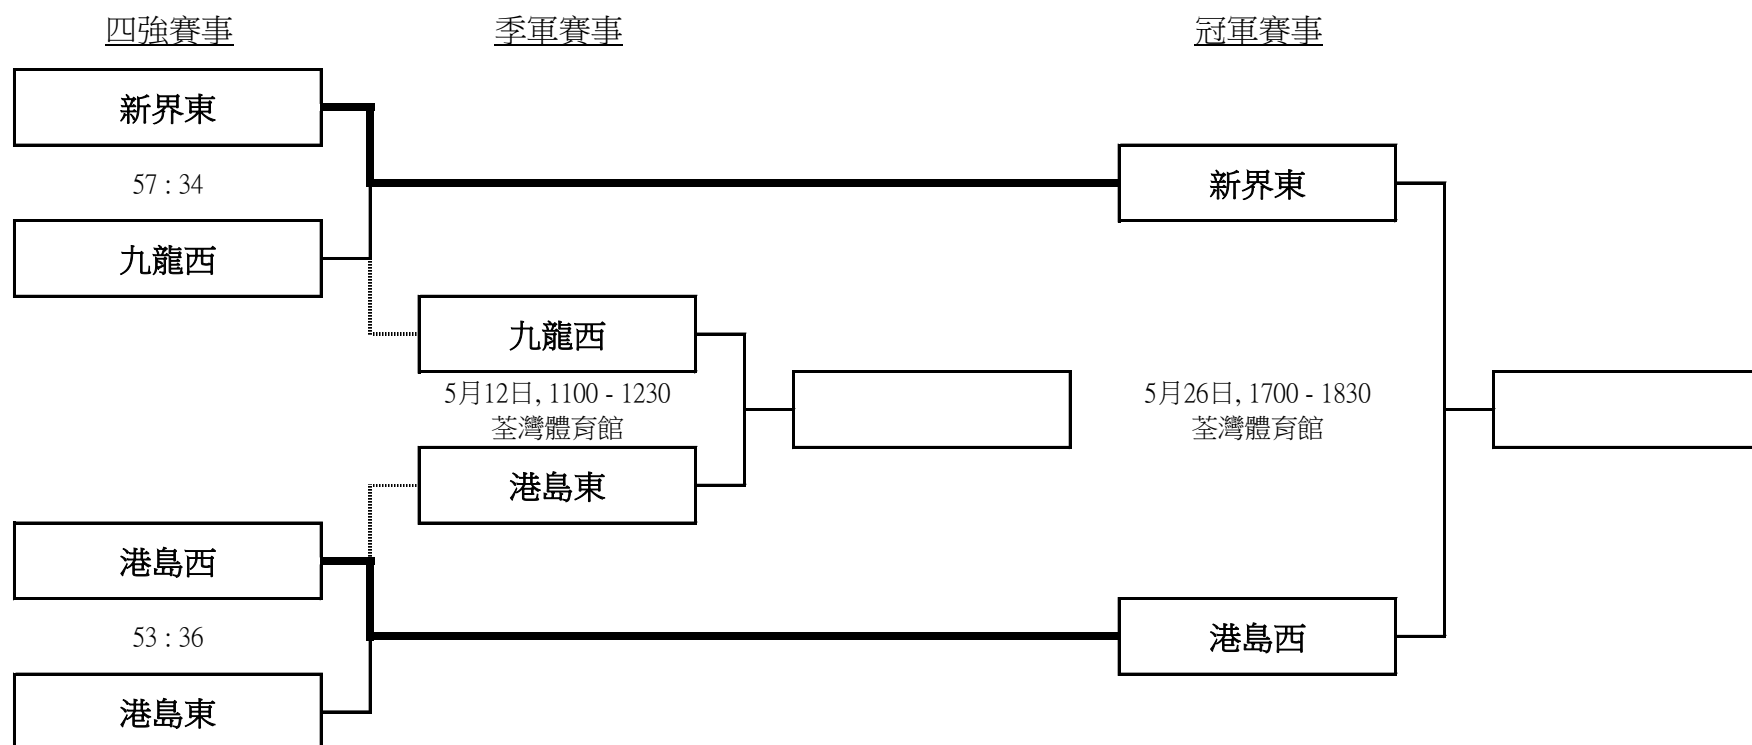 四強賽事
季軍賽事
冠軍賽事
新界東
57 : 34
九龍西
新界東
九龍西
5月12日, 1100 - 1230
荃灣體育館
港島東
5月26日, 1700 - 1830
荃灣體育館
港島西
53 : 36
港島東
港島西